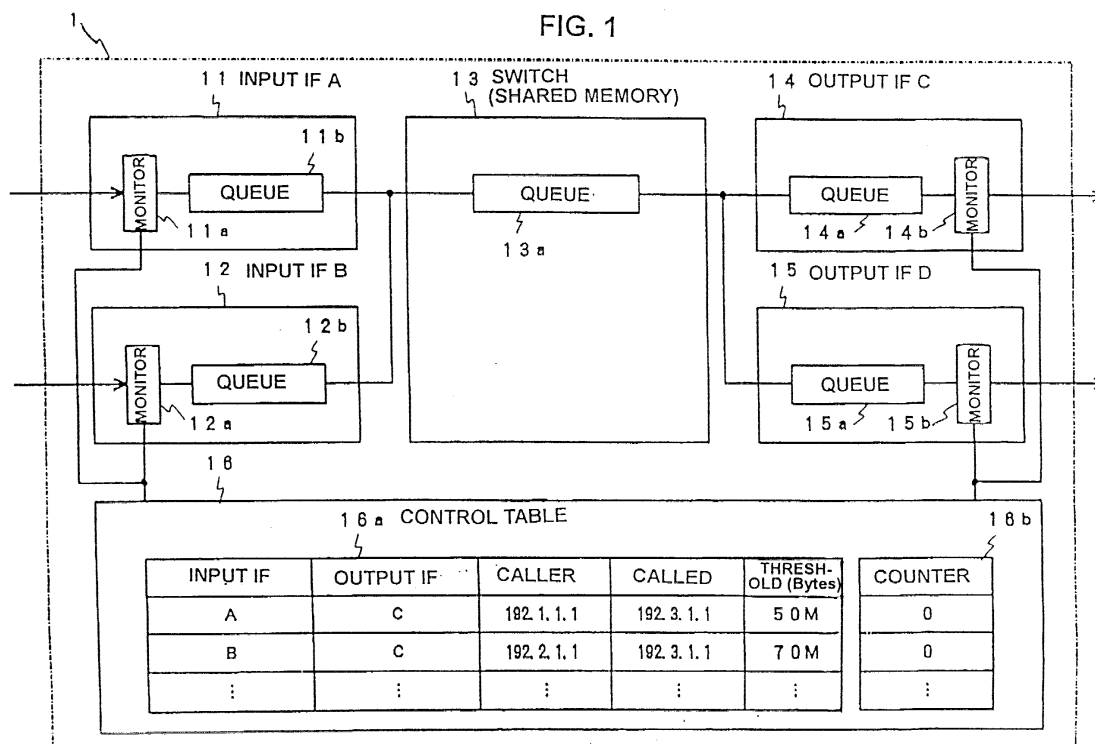 FIG. 1
1
11 INPUT IF A
13 SWITCH
(SHARED MEMORY)
14 OUTPUT IF C
11b
MONITOR
QUEUE
11a
QUEUE
13a
QUEUE
14a
14b
MONITOR
12 INPUT IF B
15 OUTPUT IF D
12b
MONITOR
QUEUE
12a
QUEUE
15a
15b
MONITOR
16
16a CONTROL TABLE
16b
INPUT IF OUTPUT IF CALLER CALLED THRESH-
OLD (Bytes)
COUNTER
A C 192.1.1.1 192.3.1.1 50M 0
B C 192.2.1.1 192.3.1.1 70M 0
⋮ ⋮ ⋮ ⋮ ⋮ ⋮